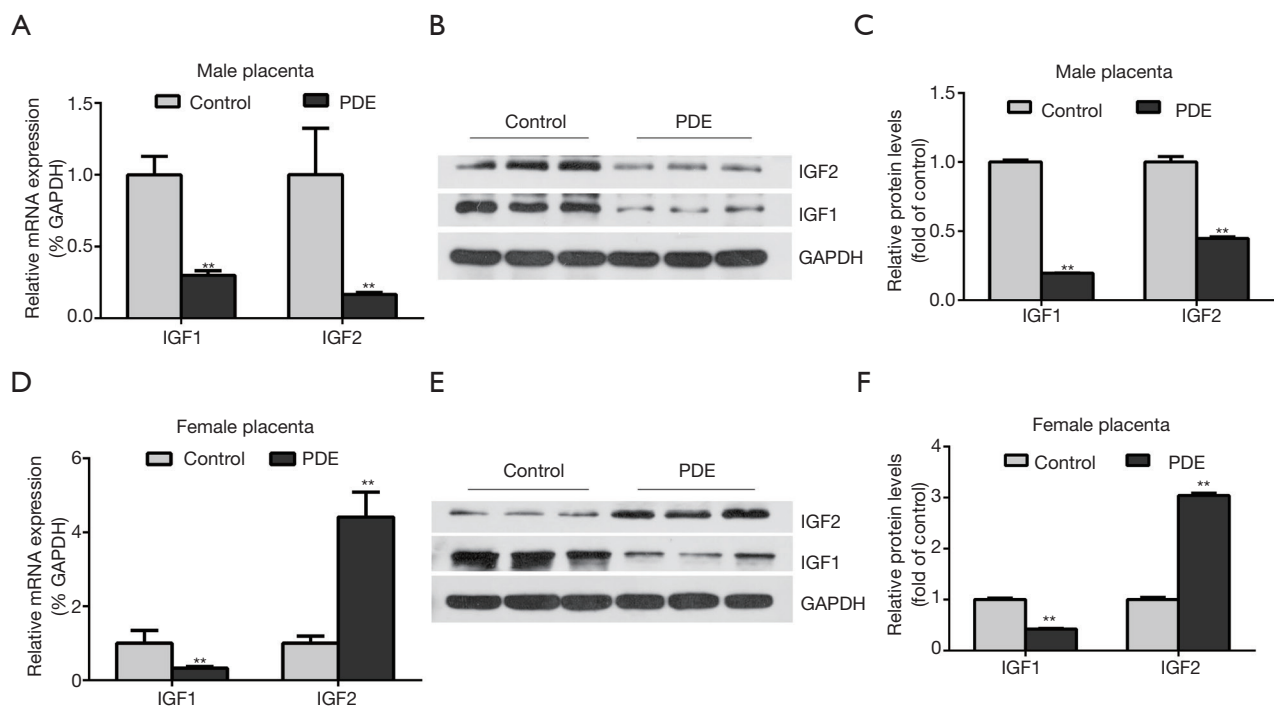 A
Male placenta
Control
PDE
Relative mRNA expression
(% GAPDH)
1.5
1.0
0.5
0.0
**
**
IGF1
IGF2
B
Control
PDE
IGF2
IGF1
GAPDH
C
Male placenta
Control
PDE
Relative protein levels
(fold of control)
1.5
1.0
0.5
0.0
**
**
IGF1
IGF2
D
Female placenta
Control
PDE
Relative mRNA expression
(% GAPDH)
6
4
2
0
**
**
IGF1
IGF2
E
Control
PDE
IGF2
IGF1
GAPDH
F
Female placenta
Control
PDE
Relative protein levels
(fold of control)
4
3
2
1
0
**
**
IGF1
IGF2